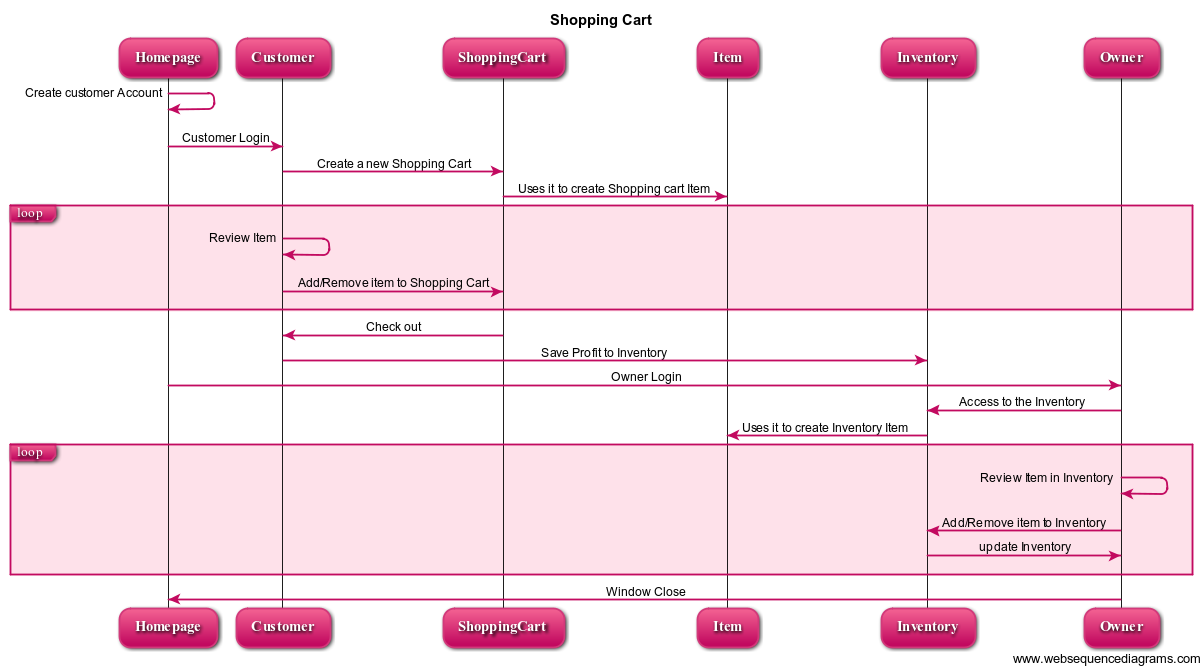 Shopping Cart
Homepage Customer ShoppingCart Item Inventory Owner
Create customer Account
Customer Login
Create a new Shopping Cart
Uses it to create Shopping cart Item
loop
Review Item
Add/Remove item to Shopping Cart
Check out
Save Profit to Inventory
Owner Login
Access to the Inventory
Uses it to create Inventory Item
loop
Review Item in Inventory
Add/Remove item to Inventory
update Inventory
Window Close
Homepage Customer ShoppingCart Item Inventory Owner
www.websequencediagrams.com